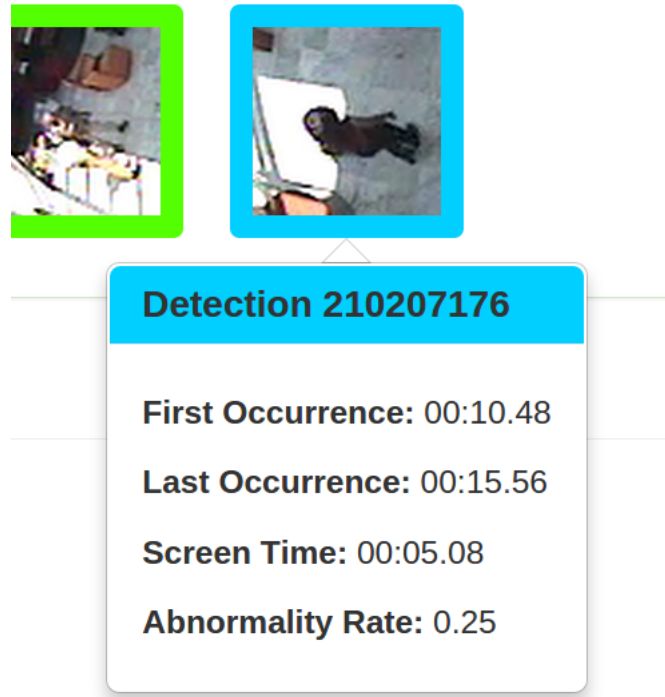 Detection 210207176
First Occurrence: 00:10.48
Last Occurrence: 00:15.56
Screen Time: 00:05.08
Abnormality Rate: 0.25